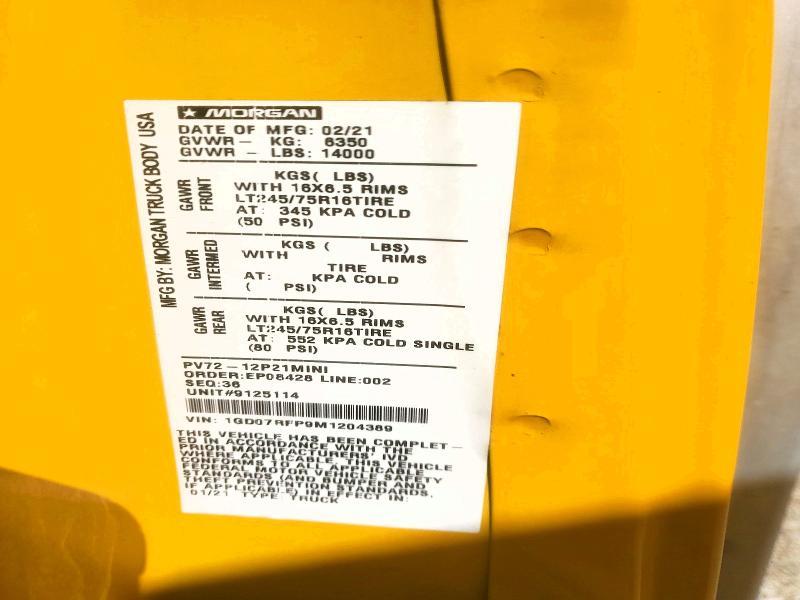 ★ MORGAN
DATE OF MFG: 02/21
GVWR- KG: 6350
GVWR - LBS: 14000
MFG BY: MORGAN TRUCK BODY USA
GAWR FRONT
KGS( LBS)
WITH 16X6.5 RIMS
LT245/75R16TIRE
AT: 345 KPA COLD
(50 PSI)
GAWR INTERMED
KGS ( LBS)
WITH RIMS
TIRE
AT: KPA COLD
( PSI)
GAWR REAR
KGS( LBS)
WITH 16X6.5 RIMS
LT245/75R16TIRE
AT: 552 KPA COLD SINGLE
(80 PSI)
PV72-12P21MINI
ORDER:EP08428 LINE:002
SEQ:36
UNIT#9125114
VIN: 1GD07RFP9M1204389
THIS VEHICLE HAS BEEN COMPLET-
ED IN ACCORDANCE WITH THE
PRIOR MANUFACTURERS' IVD
WHERE APPLICABLE. THIS VEHICLE
CONFORMS TO ALL APPLICABLE
FEDERAL MOTOR VEHICLE SAFETY
STANDARDS, (AND BUMPER AND
THEFT PREVENTION STANDARDS,
IF APPLICABLE) IN EFFECT IN:
01/21 TYPE: TRUCK